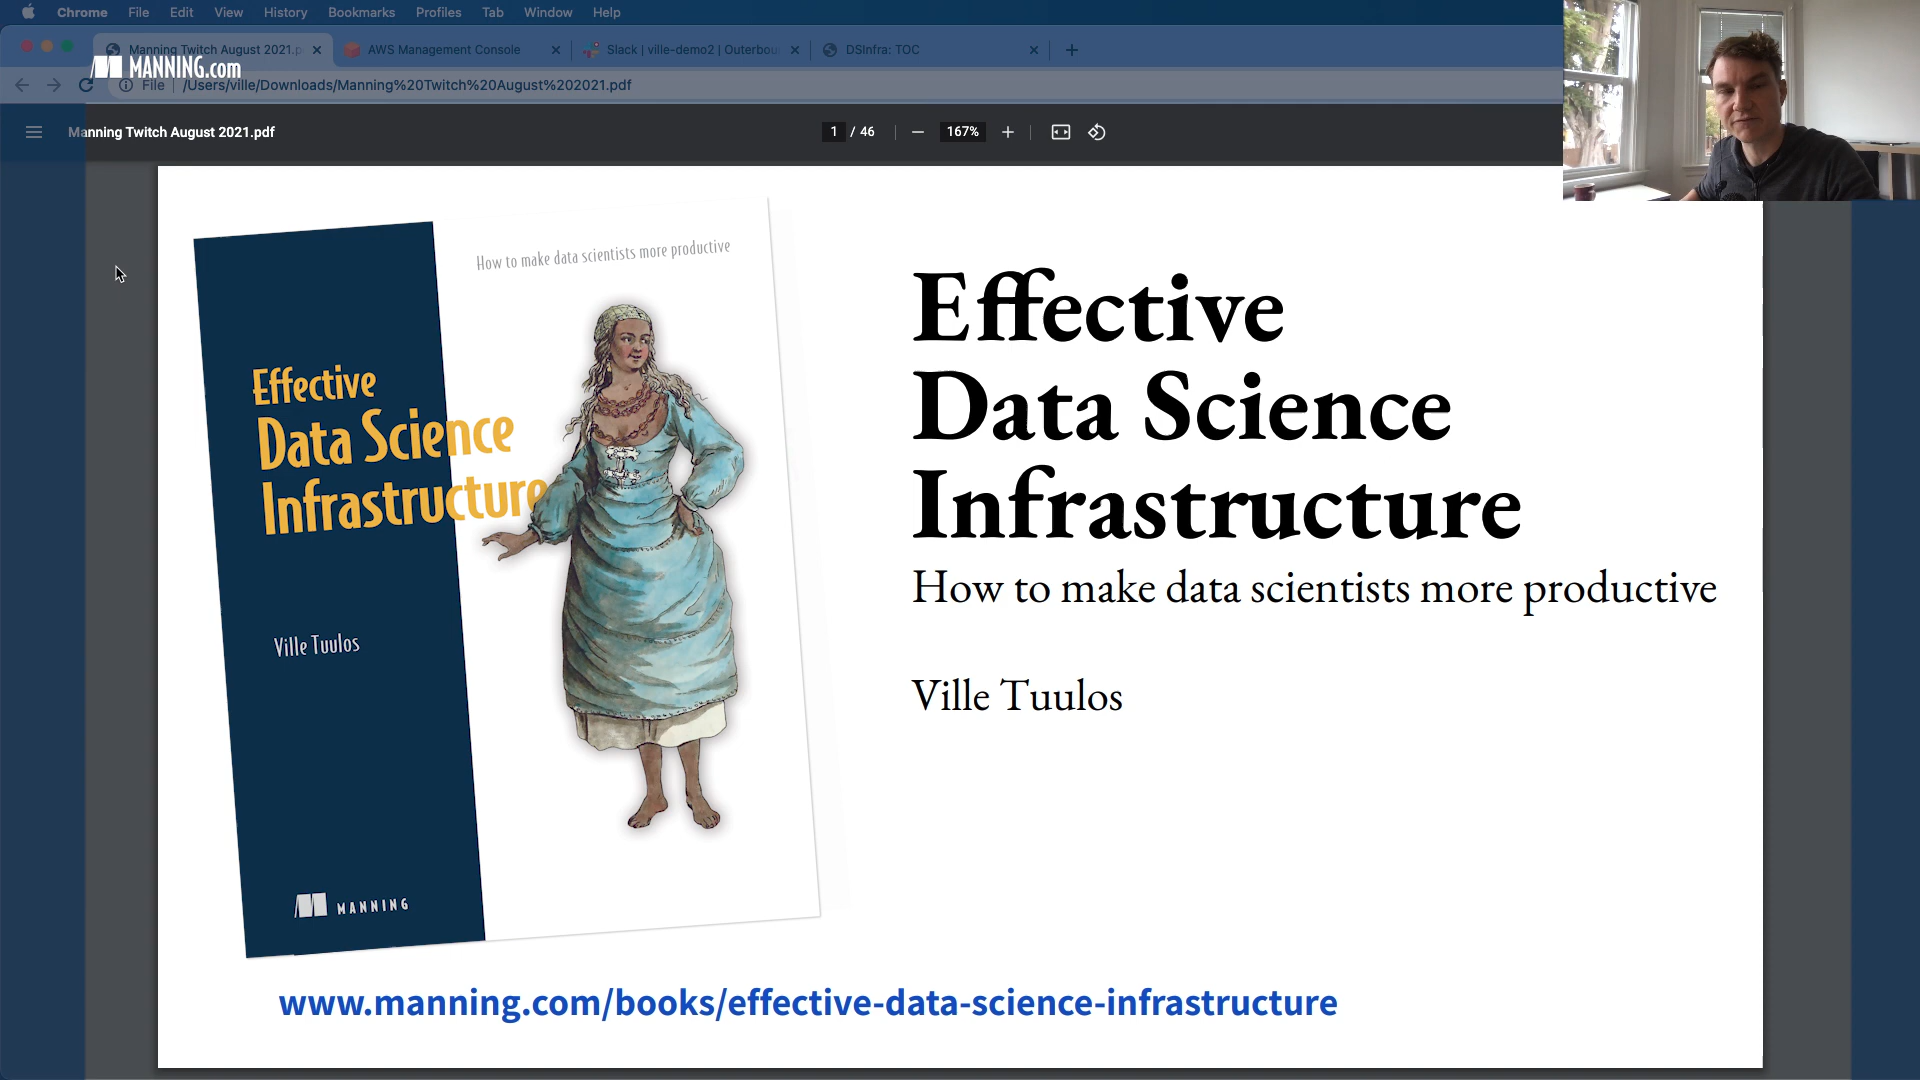 Chrome File Edit View History Bookmarks Profiles Tab Window Help
Manning Twitch August 2021.p
AWS Management Console
Slack | ville-demo2 | Outerbou
DSInfra: TOC
MANNING.com
File /Users/ville/Downloads/Manning%20Twitch%20August%202021.pdf
Manning Twitch August 2021.pdf
1 / 46
167%
How to make data scientists more productive
Effective
Data Science
Infrastructure
Ville Tuulos
MANNING
Effective
Data Science
Infrastructure
How to make data scientists more productive
Ville Tuulos
www.manning.com/books/effective-data-science-infrastructure